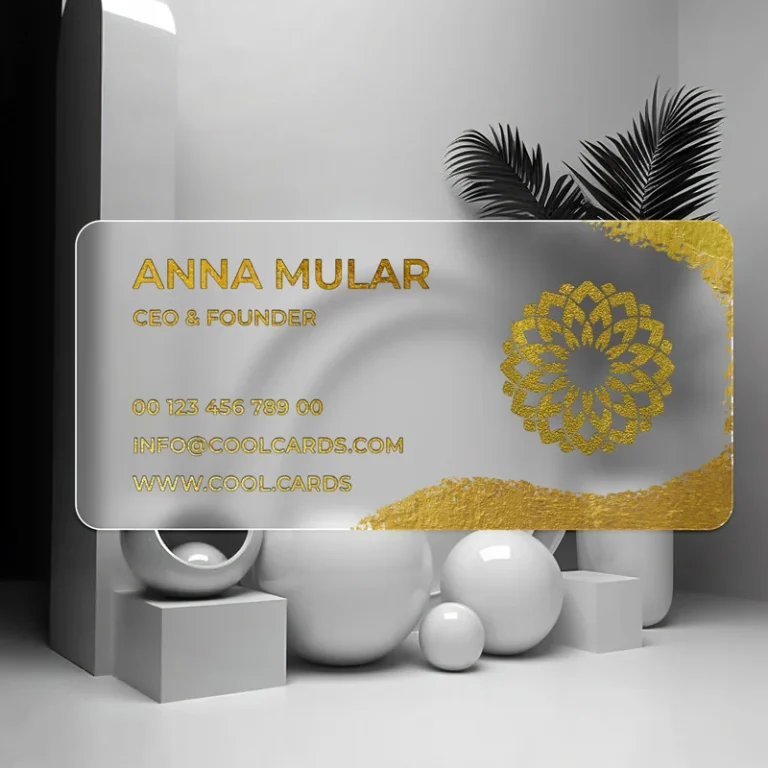 ANNA MULAR
CEO & FOUNDER
00 123 456 789 00
INFO@COOLCARDS.COM
WWW.COOL.CARDS